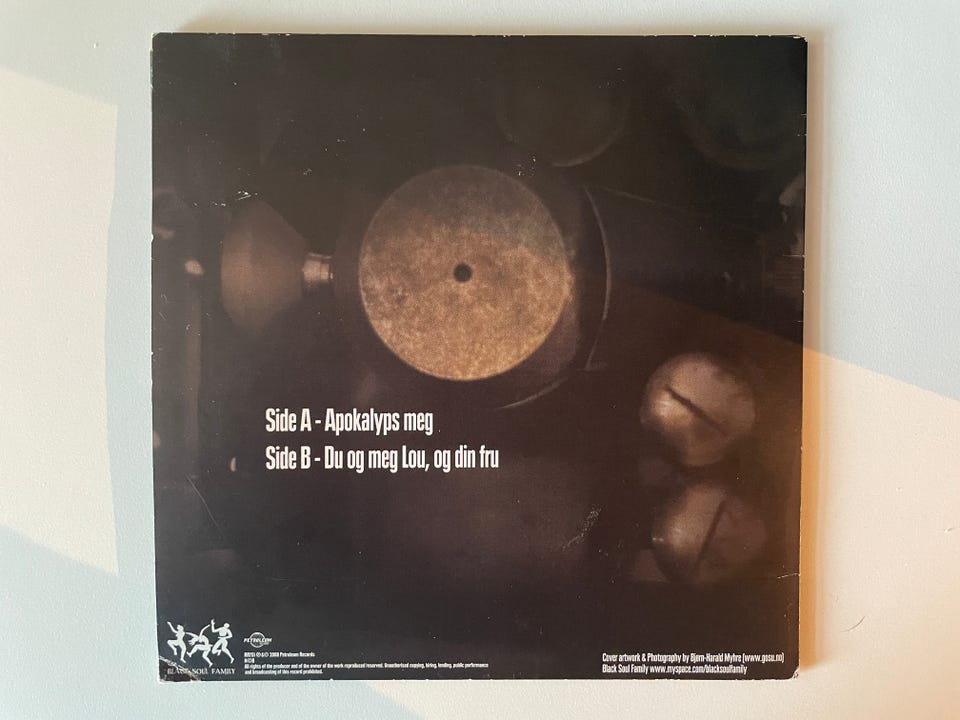 Side A - Apokalyps meg
Side B - Du og meg Lou, og din fru
BLACK SOUL FAMILY
PETROLEUM
2008 Petroleum Records
All rights of the producer and of the owner of the work reproduced reserved. Unauthorised copying, hiring, lending, public performance
and broadcasting of this record prohibited.
Cover artwork & Photography by Bjørn-Harald Myhre [www.gosu.no]
Black Soul Family www.myspace.com/blacksoulfamily